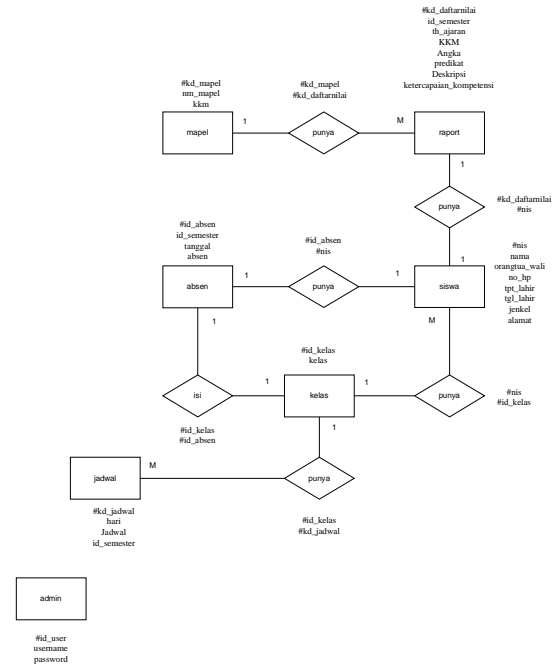 #kd_daftarnilai
id_semester
th_ajaran
KKM
Angka
predikat
Deskripsi
ketercapaian_kompetensi
#kd_mapel
nm_mapel
kkm
#kd_mapel
#kd_daftarnilai
mapel
1
punya
M
raport
1
punya
#kd_daftarnilai
#nis
1
#id_absen
id_semester
tanggal
absen
#id_absen
#nis
#nis
nama
orangtua_wali
no_hp
tpt_lahir
tgl_lahir
jenkel
alamat
absen
1
punya
1
siswa
1
M
#id_kelas
kelas
isi
1
kelas
1
punya
#nis
#id_kelas
#id_kelas
#id_absen
1
jadwal
M
punya
#kd_jadwal
hari
Jadwal
id_semester
#id_kelas
#kd_jadwal
admin
#id_user
username
password